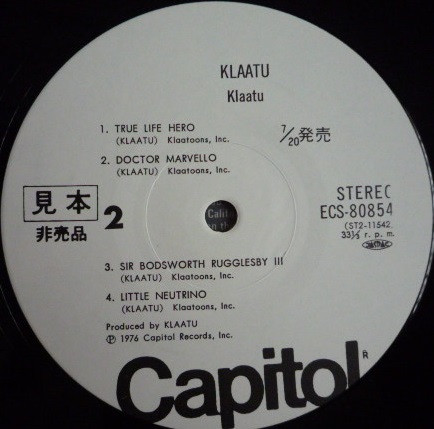 KLAATU
Klaatu
1. TRUE LIFE HERO
(KLAATU) Klaatoons, Inc.
7/20発売
2. DOCTOR MARVELLO
(KLAATU) Klaatoons, Inc.
見本
非売品
2
STEREO
ECS-80854
(ST2-11542)
33⅓ r. p. m.
3. SIR BODSWORTH RUGGLESBY III
(KLAATU) Klaatoons, Inc.
4. LITTLE NEUTRINO
(KLAATU) Klaatoons, Inc.
Produced by KLAATU
Ⓟ 1976 Capitol Records, Inc.
Capitol®